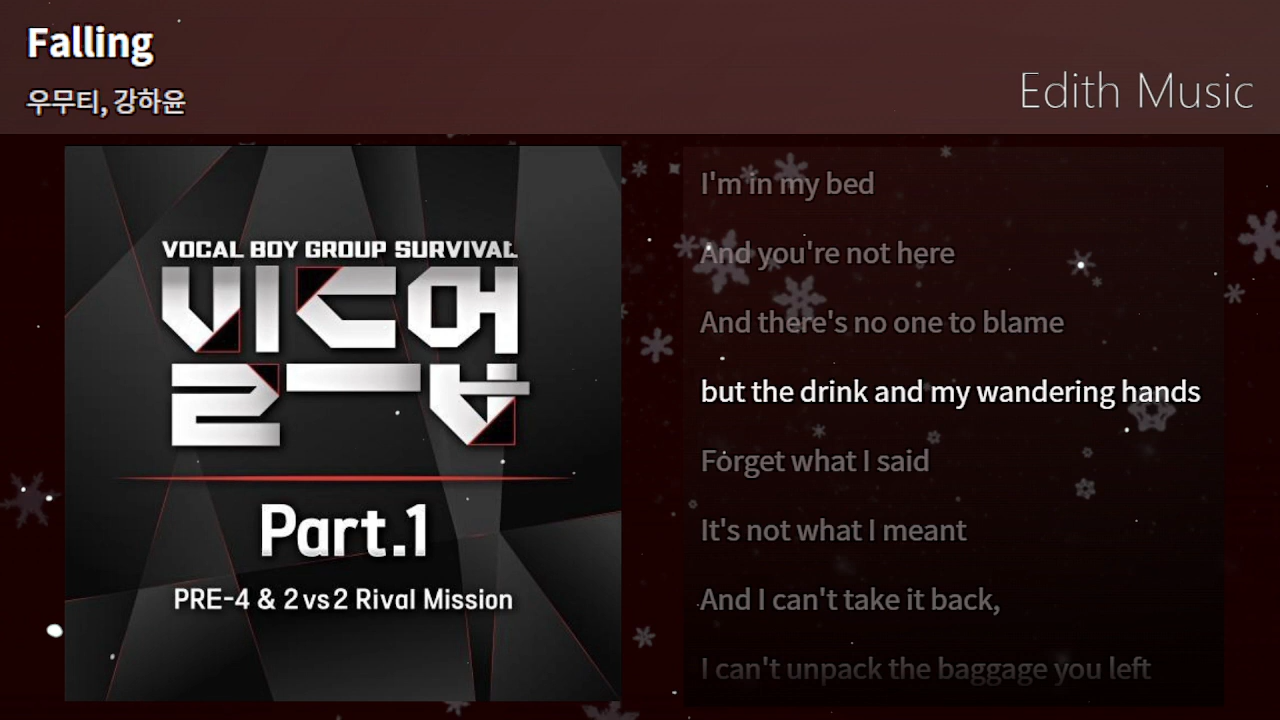 Falling
우무티, 강하윤
Edith Music
VOCAL BOY GROUP SURVIVAL
빌드업
Part.1
PRE-4 & 2 vs 2 Rival Mission
I'm in my bed
And you're not here
And there's no one to blame
but the drink and my wandering hands
Forget what I said
It's not what I meant
And I can't take it back,
I can't unpack the baggage you left